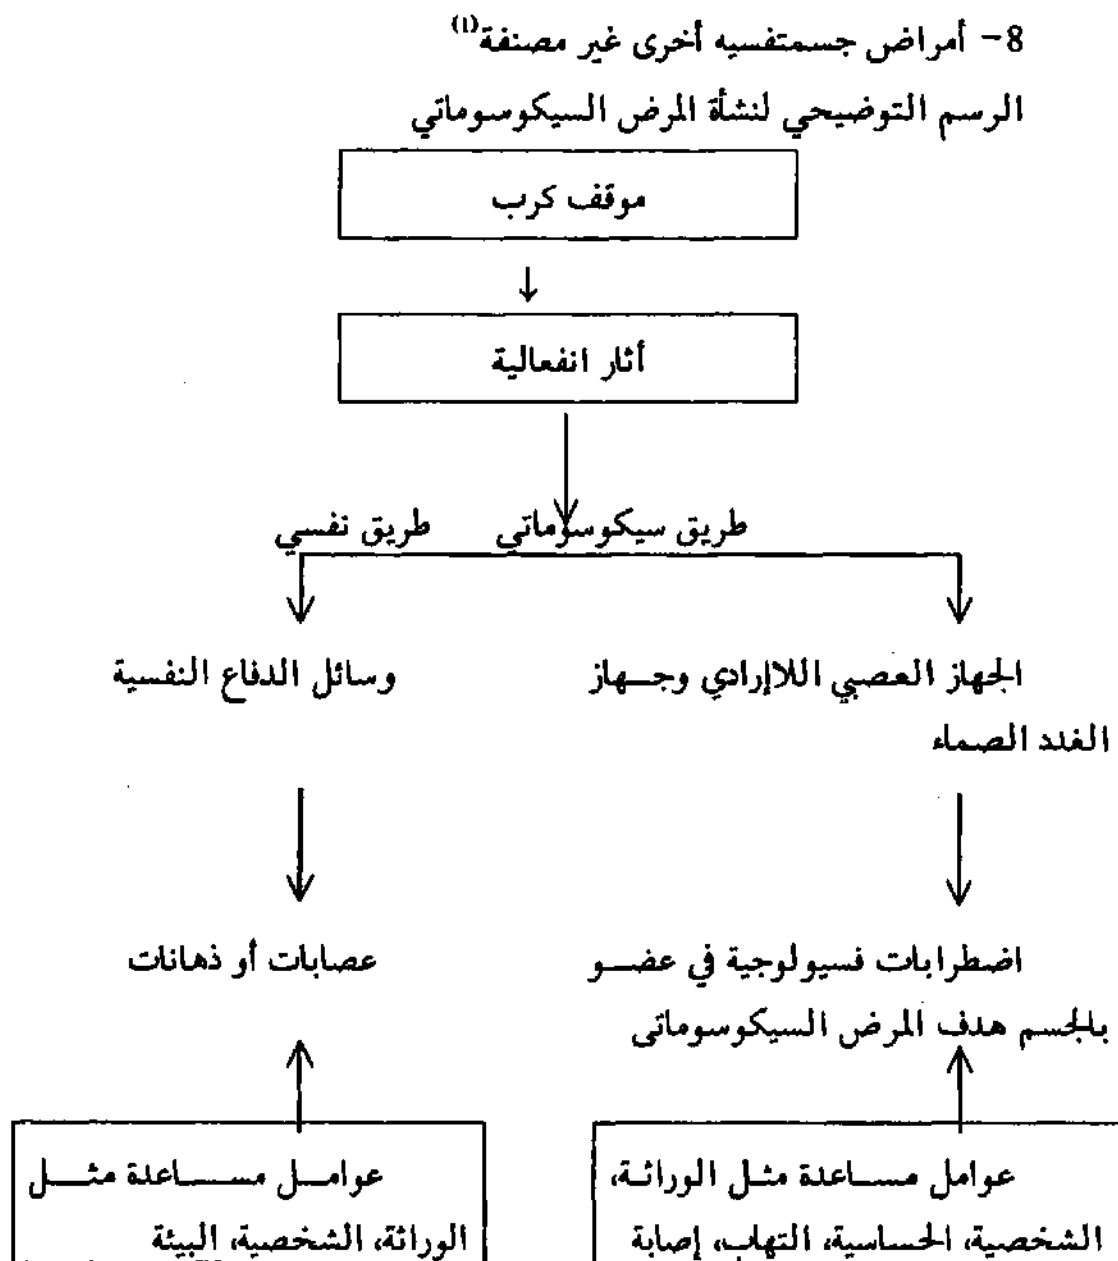 8- أمراض جسمتفسيه أخرى غير مصنفة(1)
الرسم التوضيحي لنشأة المرض السيكوسوماتي
موقف كرب
أثار انفعالية
طريق سيكوسوماتي طريق نفسي
الجهاز العصبي اللاإرادي وجهاز
الغدد الصماء
وسائل الدفاع النفسية
اضطرابات فسيولوجية في عضو
بالجسم هدف المرض السيكوسوماتى
عصابات أو ذهانات
عوامل مساعدة مثل الوراثة،
الشخصية، الحساسية، التهاب، إصابة
عوامل مساعدة مثل
الوراثة، الشخصية، البيئة